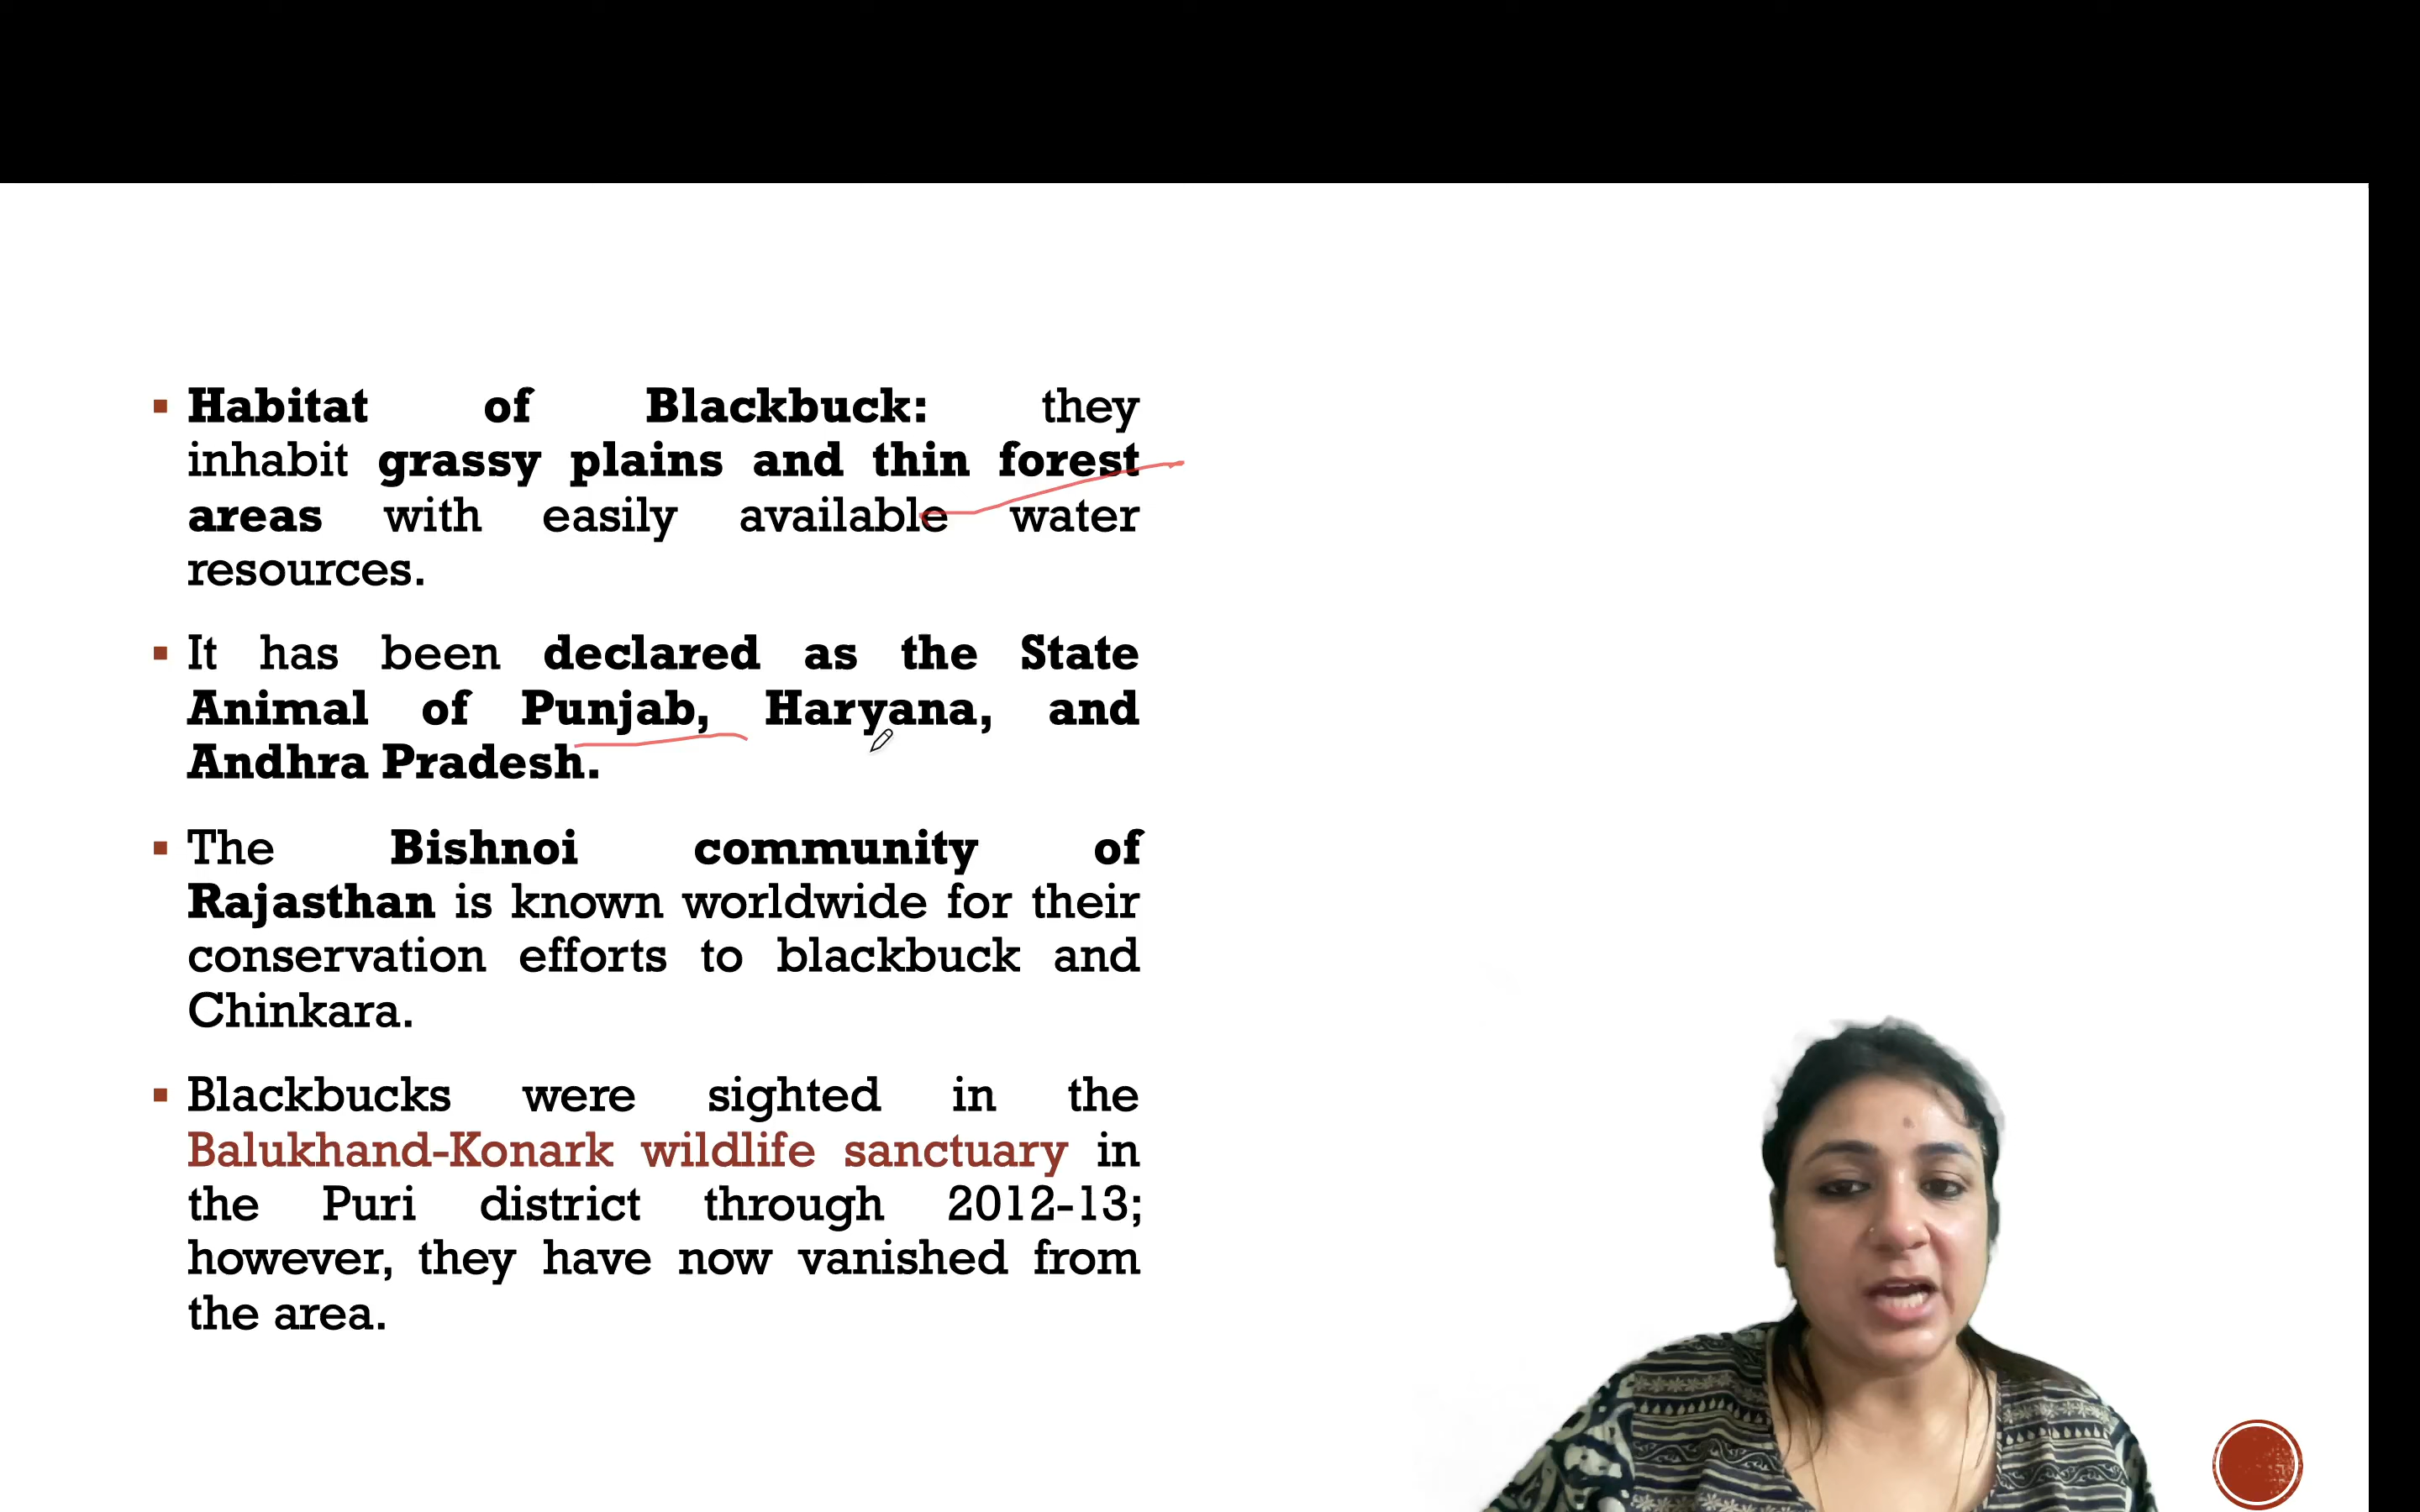 Habitat of Blackbuck: they
inhabit grassy plains and thin forest
areas with easily available water
resources.
It has been declared as the State
Animal of Punjab, Haryana, and
Andhra Pradesh.
The Bishnoi community of
Rajasthan is known worldwide for their
conservation efforts to blackbuck and
Chinkara.
Blackbucks were sighted in the
Balukhand-Konark wildlife sanctuary in
the Puri district through 2012-13;
however, they have now vanished from
the area.